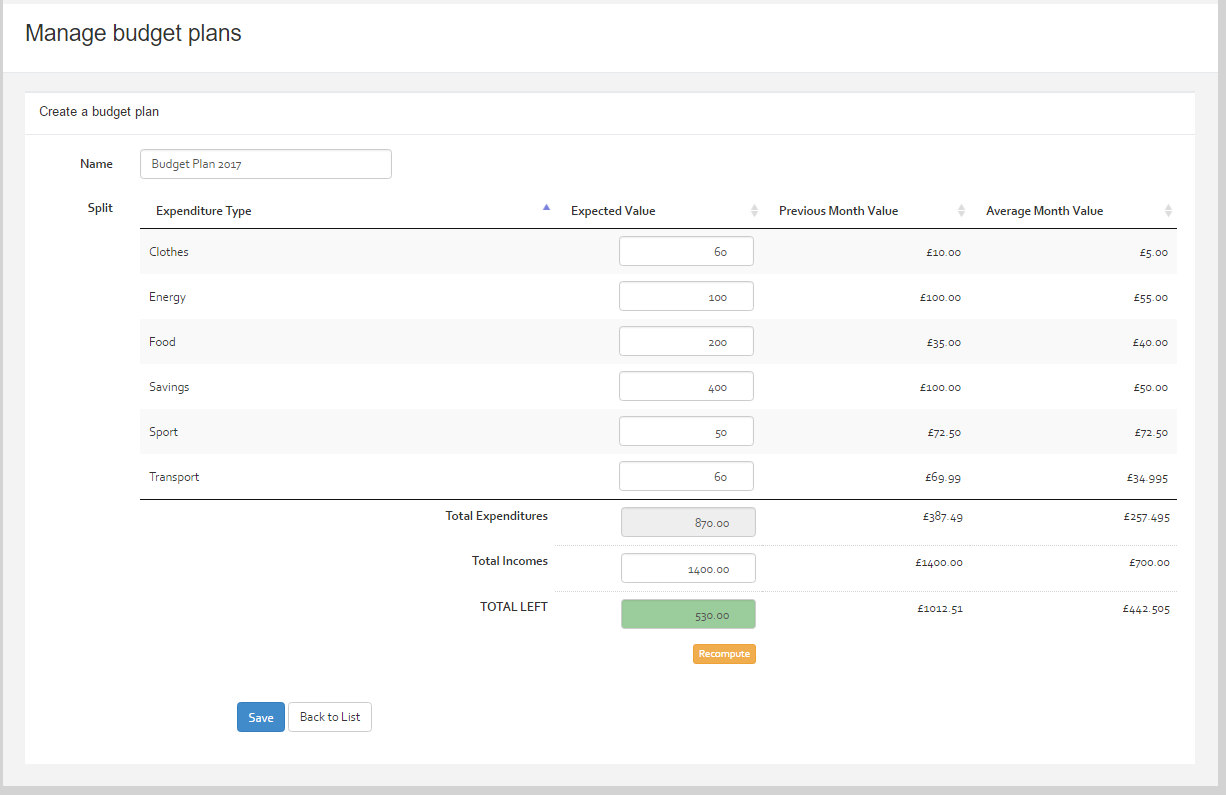 Manage budget plans
Create a budget plan
Name Budget Plan 2017
Split Expenditure Type Expected Value Previous Month Value Average Month Value
Clothes 60 £10.00 £5.00
Energy 100 £100.00 £55.00
Food 200 £35.00 £40.00
Savings 400 £100.00 £50.00
Sport 50 £72.50 £72.50
Transport 60 £69.99 £34.995
Total Expenditures 870.00 £387.49 £257.495
Total Incomes 1400.00 £1400.00 £700.00
TOTAL LEFT 530.00 £1012.51 £442.505
Recompute
Save Back to List